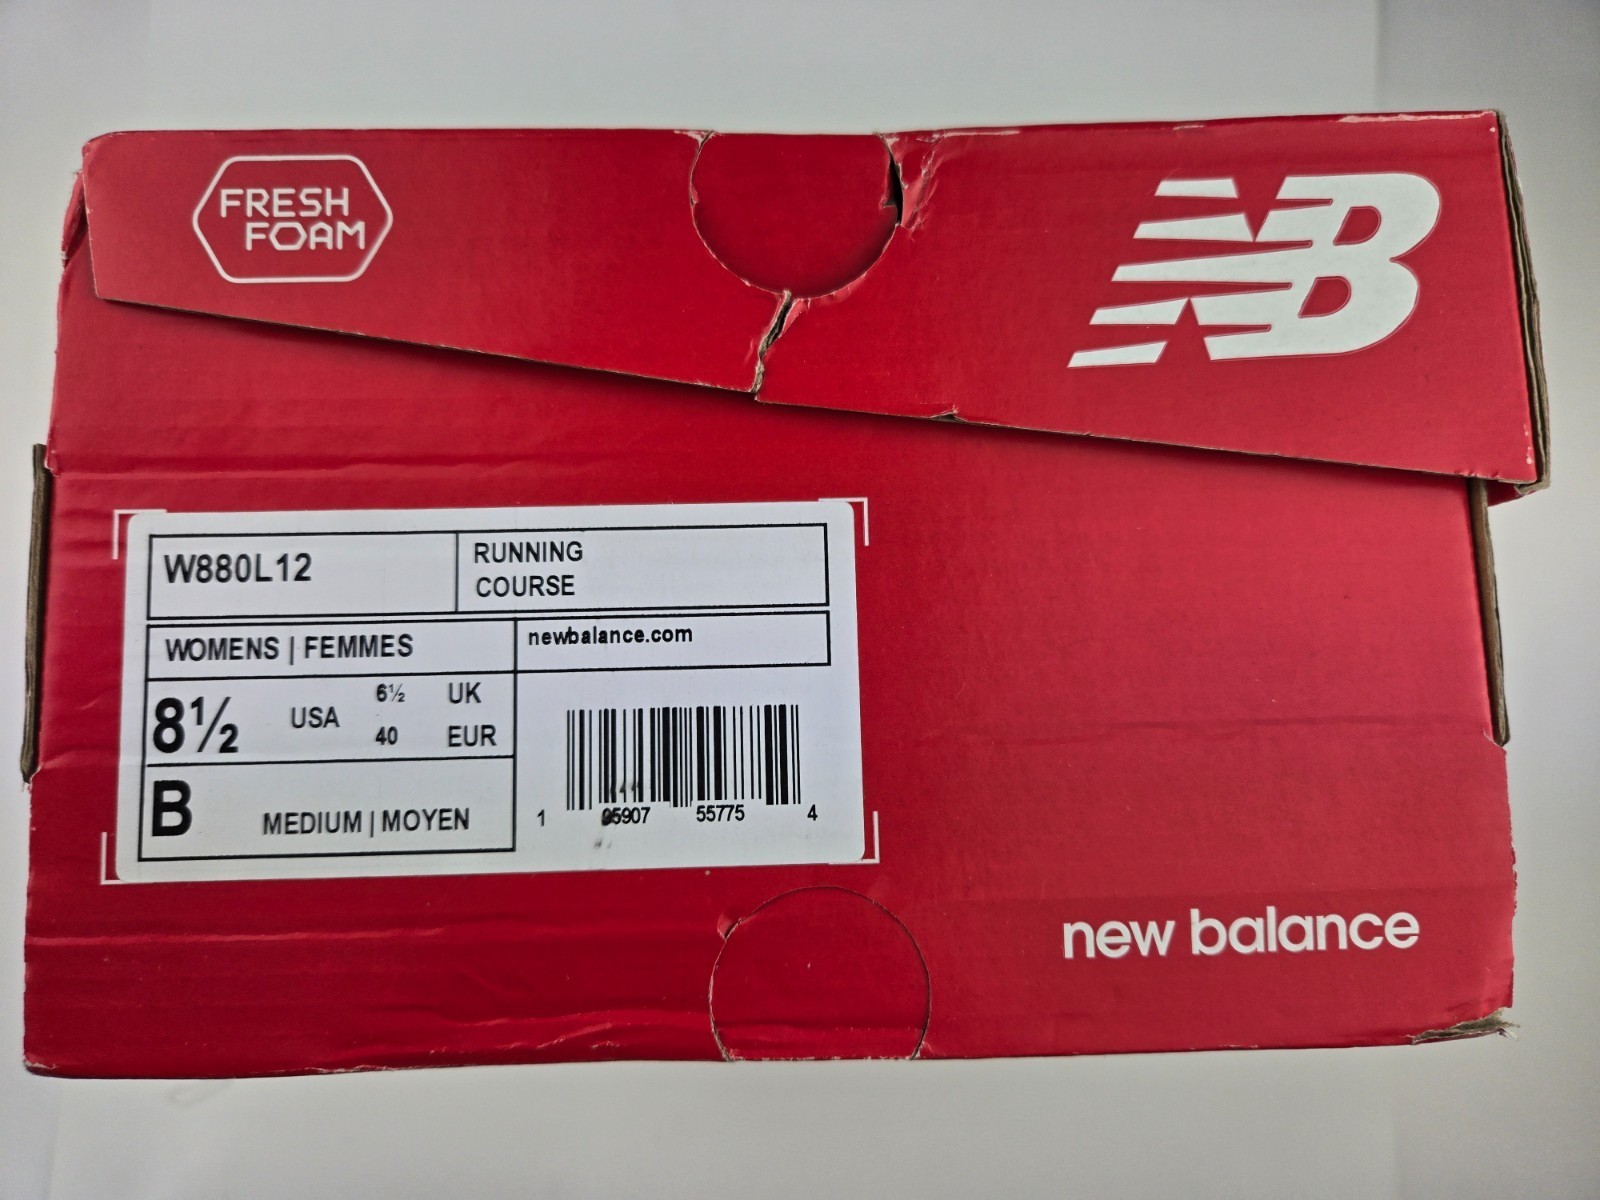 FRESH
FOAM
NB
W880L12
RUNNING
COURSE
WOMENS | FEMMES
newbalance.com
8½ USA 6½ UK
40 EUR
B MEDIUM | MOYEN
1 95907 55775 4
new balance